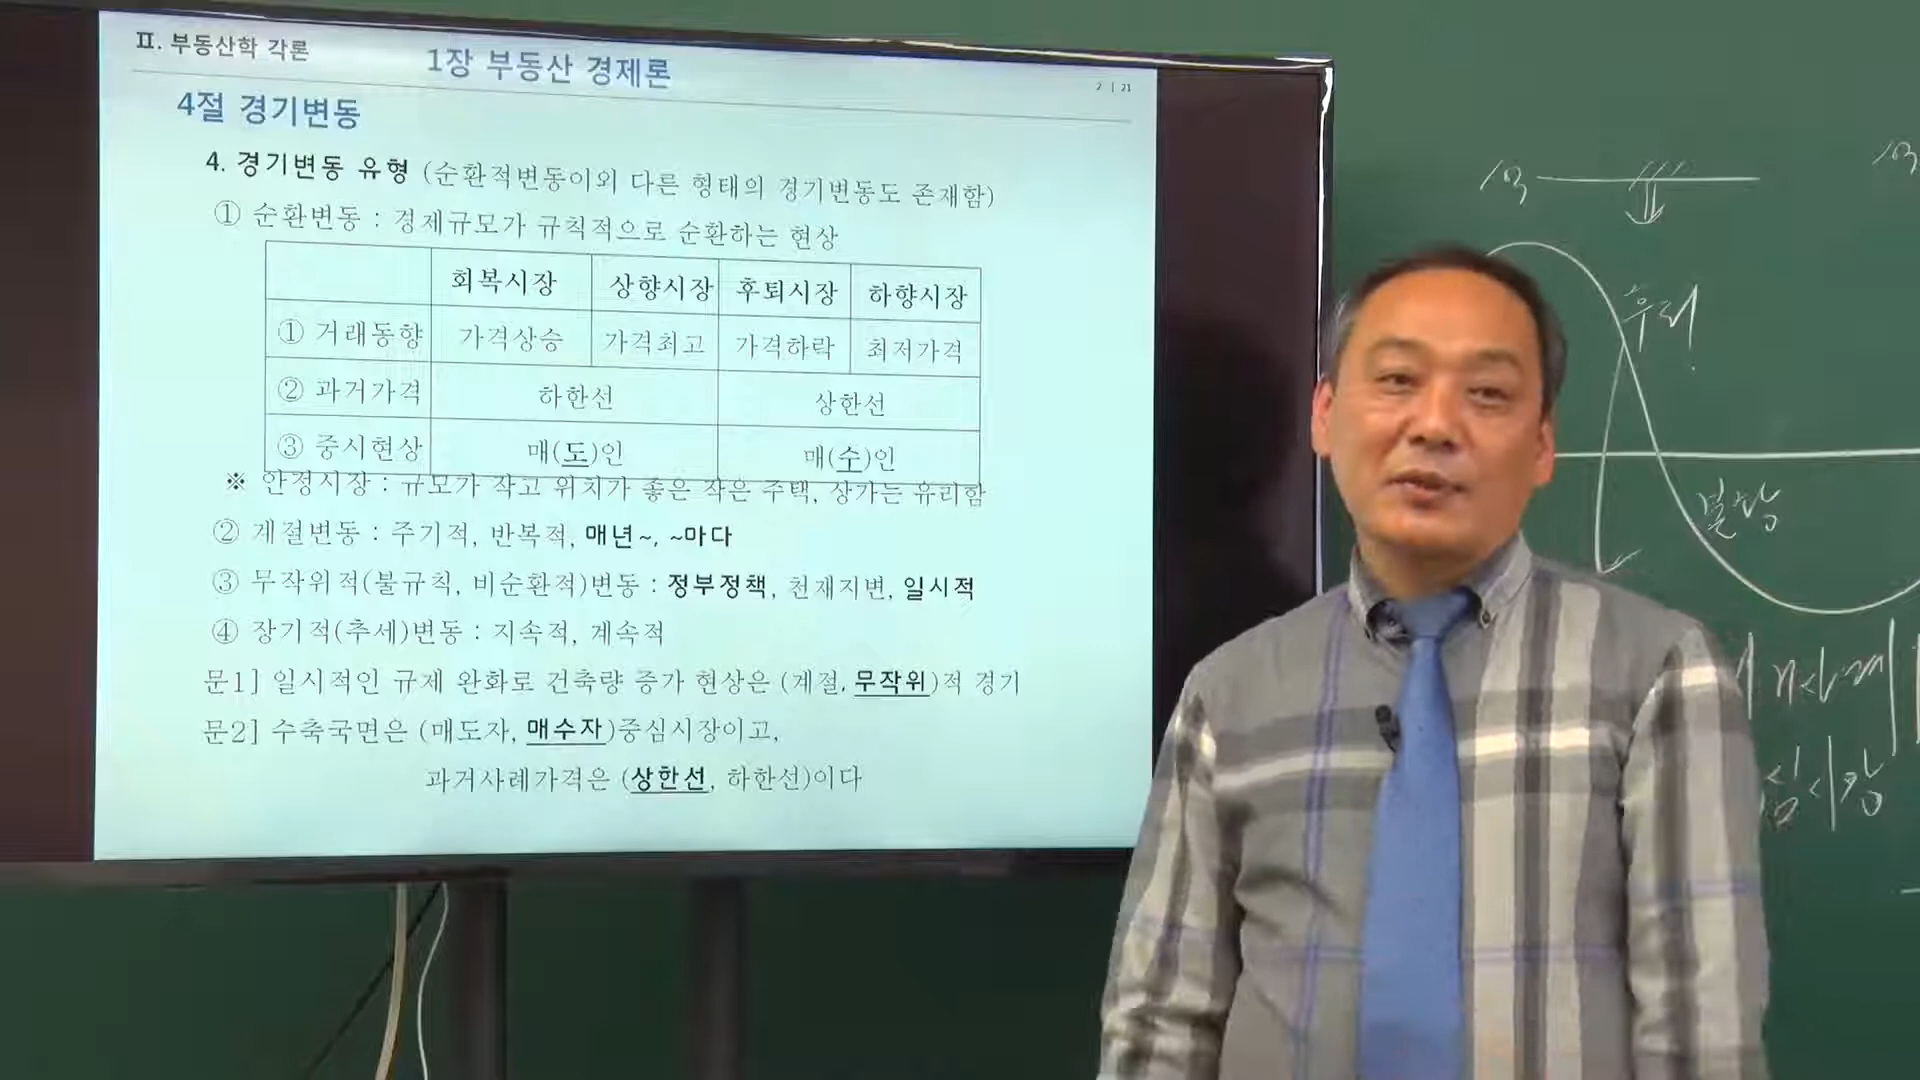 II. 부동산학 각론
1장 부동산 경제론
2 | 21
4절 경기변동
4. 경기변동 유형 (순환적변동이외 다른 형태의 경기변동도 존재함)
① 순환변동 : 경제규모가 규칙적으로 순환하는 현상
회복시장 상향시장 후퇴시장 하향시장
① 거래동향 가격상승 가격최고 가격하락 최저가격
② 과거가격 하한선 상한선
③ 중시현상 매(도)인 매(수)인
※ 안정시장 : 규모가 작고 위치가 좋은 작은 주택, 상가는 유리함
② 계절변동 : 주기적, 반복적, 매년~, ~마다
③ 무작위적(불규칙, 비순환적)변동 : 정부정책, 천재지변, 일시적
④ 장기적(추세)변동 : 지속적, 계속적
문1] 일시적인 규제 완화로 건축량 증가 현상은 (계절, 무작위)적 경기
문2] 수축국면은 (매도자, 매수자)중심시장이고,
과거사례가격은 (상한선, 하한선)이다
후퇴